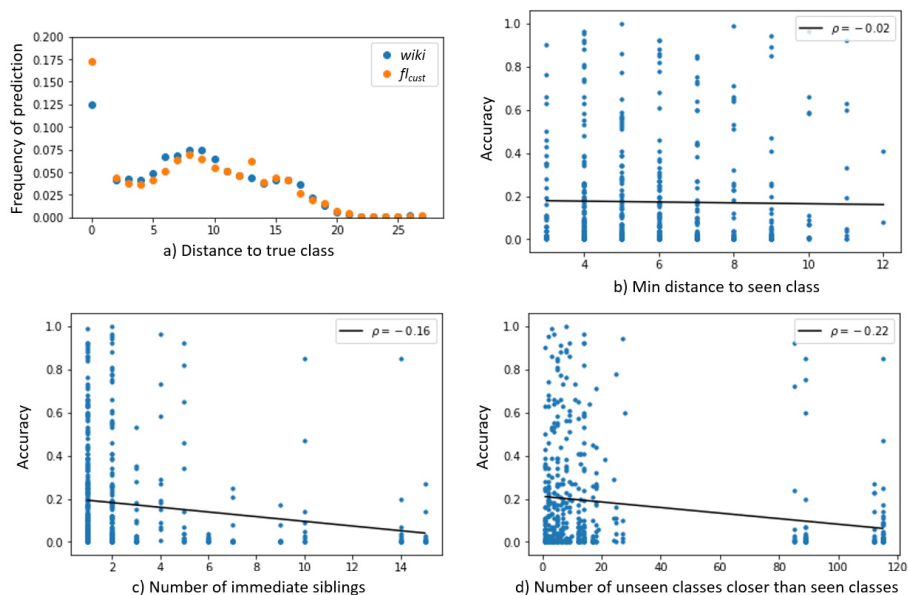 0.200
0.175
0.150
0.125
0.100
0.075
0.050
0.025
0.000
Frequency of prediction
wiki
fl_cust
0 5 10 15 20 25
a) Distance to true class
1.0
0.8
0.6
0.4
0.2
0.0
Accuracy
ρ = −0.02
4 6 8 10 12
b) Min distance to seen class
1.0
0.8
0.6
0.4
0.2
0.0
Accuracy
ρ = −0.16
2 4 6 8 10 12 14
c) Number of immediate siblings
1.0
0.8
0.6
0.4
0.2
0.0
Accuracy
ρ = −0.22
0 20 40 60 80 100 120
d) Number of unseen classes closer than seen classes